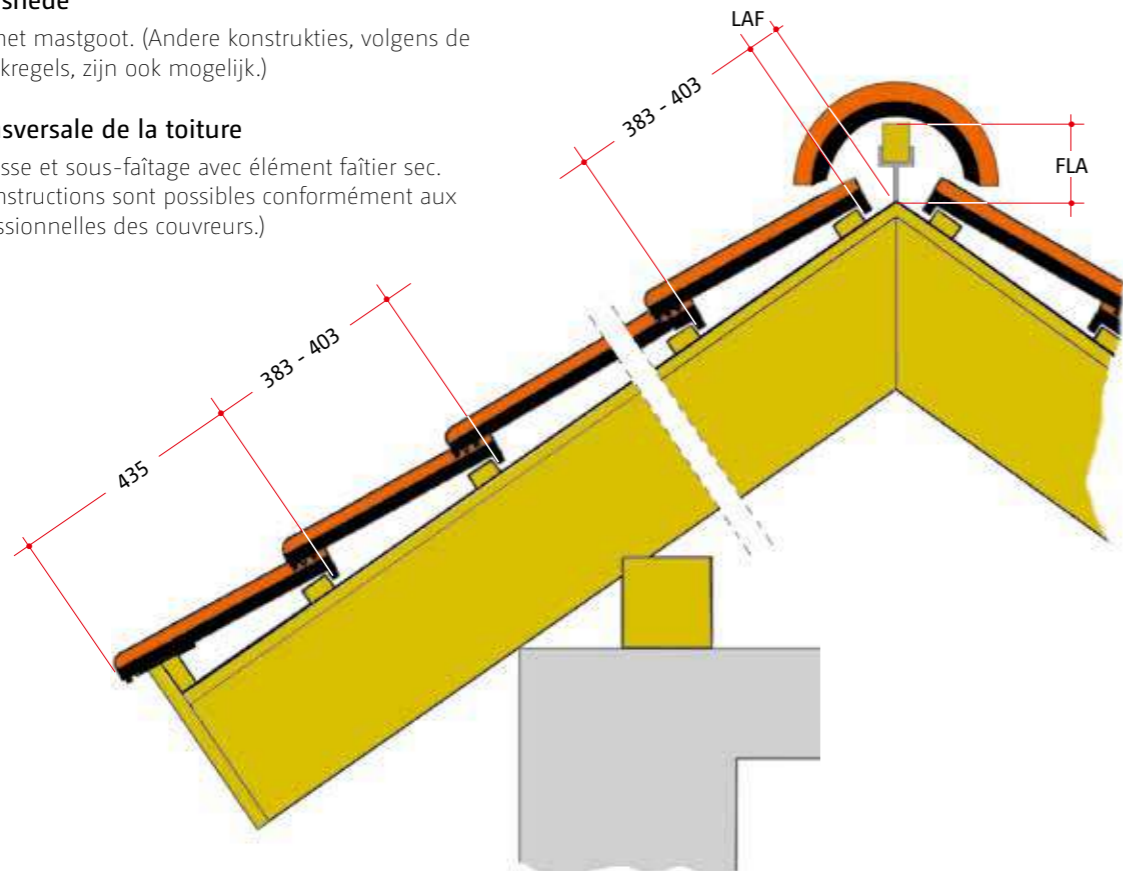 snede
net mastgoot. (Andere konstrukties, volgens de
kregels, zijn ook mogelijk.)
sversale de la toiture
sse et sous-faîtage avec élément faîtier sec.
nstructions sont possibles conformément aux
ssionnelles des couvreurs.)
LAF
383 - 403
FLA
383 - 403
435